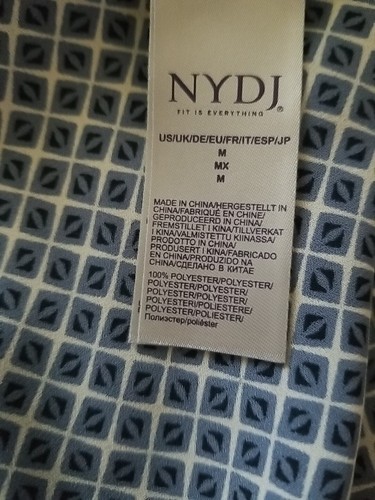 NYDJ®
FIT IS EVERYTHING
US/UK/DE/EU/FR/IT/ESP/JP
M
MX
M
MADE IN CHINA/HERGESTELLT IN
CHINA/FABRIQUÉ EN CHINE/
GEPRODUCEERD IN CHINA/
FREMSTILLET I KINA/TILLVERKAT
I KINA/VALMISTETTU KIINASSA/
PRODOTTO IN CHINA/
PRODUSERT I KINA/FABRICADO
EN CHINA/PRODUZIDO NA
CHINA/СДЕЛАНО В КИТАЕ
100% POLYESTER/POLYESTER/
POLYESTER/POLYESTER/
POLYESTER/POLYESTER/
POLYESTERI/POLIESTERE/
POLYESTER/POLIESTER/
Полиэстер/poliéster